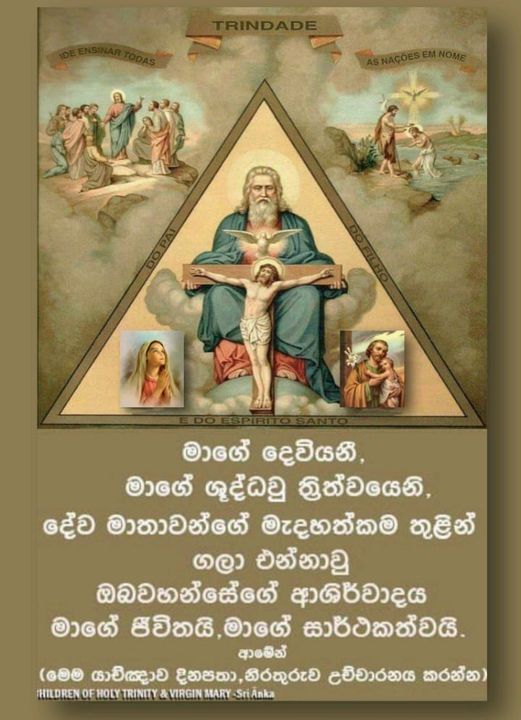 TRINDADE
IDE ENSINAR TODAS
AS NAÇÕES EM NOME
DO PAI
DO FILHO
E DO ESPIRITO SANTO
මාගේ දෙවියනී,
මාගේ ශූද්ධවූ ත්‍රිත්වයෙනි,
දේව මාතාවන්ගේ මැදහත්කම තුළින්
ගලා එන්නාවු
ඔබවහන්සේගේ ආශිර්වාදය
මාගේ ජීවිතයි,මාගේ සාර්ථකත්වයි.
ආමේන්
(මෙම යාච්ඤාව දිනපතා,නිරතුරුව උච්චාරනය කරන්න)
CHILDREN OF HOLY TRINITY & VIRGIN MARY -Sri Änka